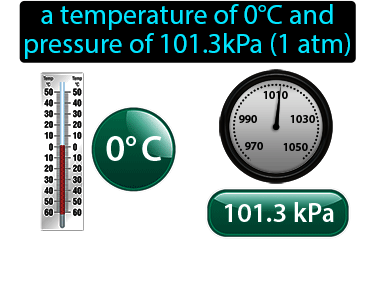 a temperature of 0°C and
pressure of 101.3kPa (1 atm)
Temp Temp
°C °C
50 50
40 40
30 30
20 20
10 10
0 0
10 10
20 20
30 30
40 40
50 50
60 60
0° C
1010
990 1030
970 1050
101.3 kPa